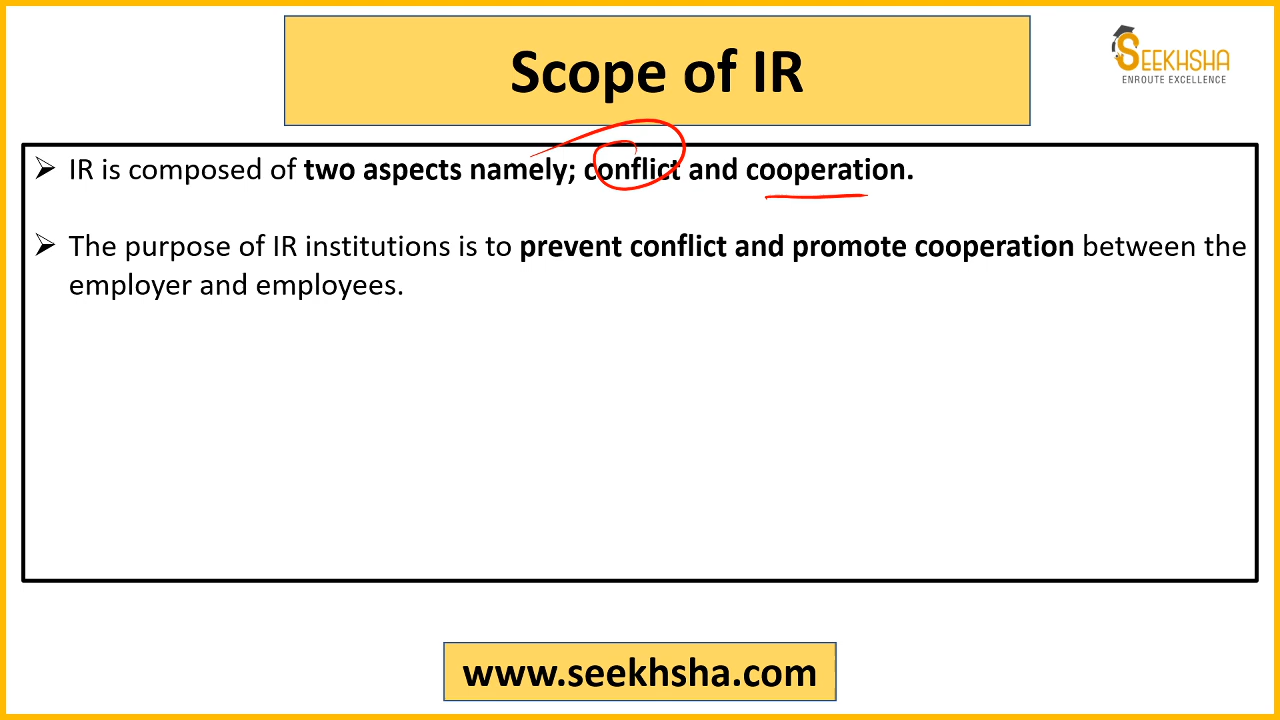 Scope of IR
SEEKHSHA
ENROUTE EXCELLENCE
➢ IR is composed of two aspects namely; conflict and cooperation.
➢ The purpose of IR institutions is to prevent conflict and promote cooperation between the
employer and employees.
www.seekhsha.com